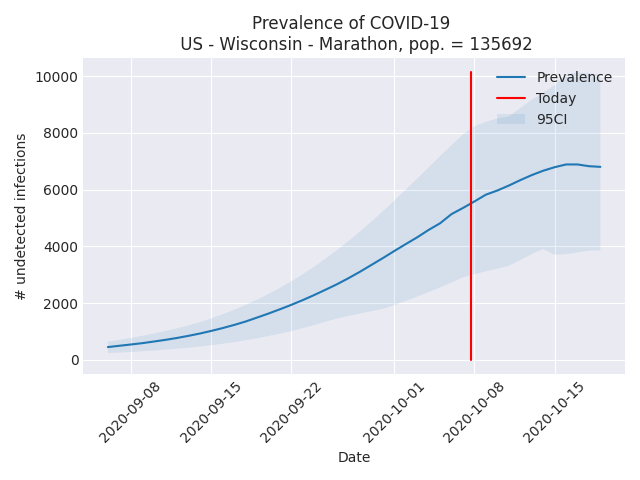 Prevalence of COVID-19
US - Wisconsin - Marathon, pop. = 135692
# undetected infections
10000
8000
6000
4000
2000
0
Prevalence
Today
95CI
2020-09-08
2020-09-15
2020-09-22
2020-10-01
2020-10-08
2020-10-15
Date